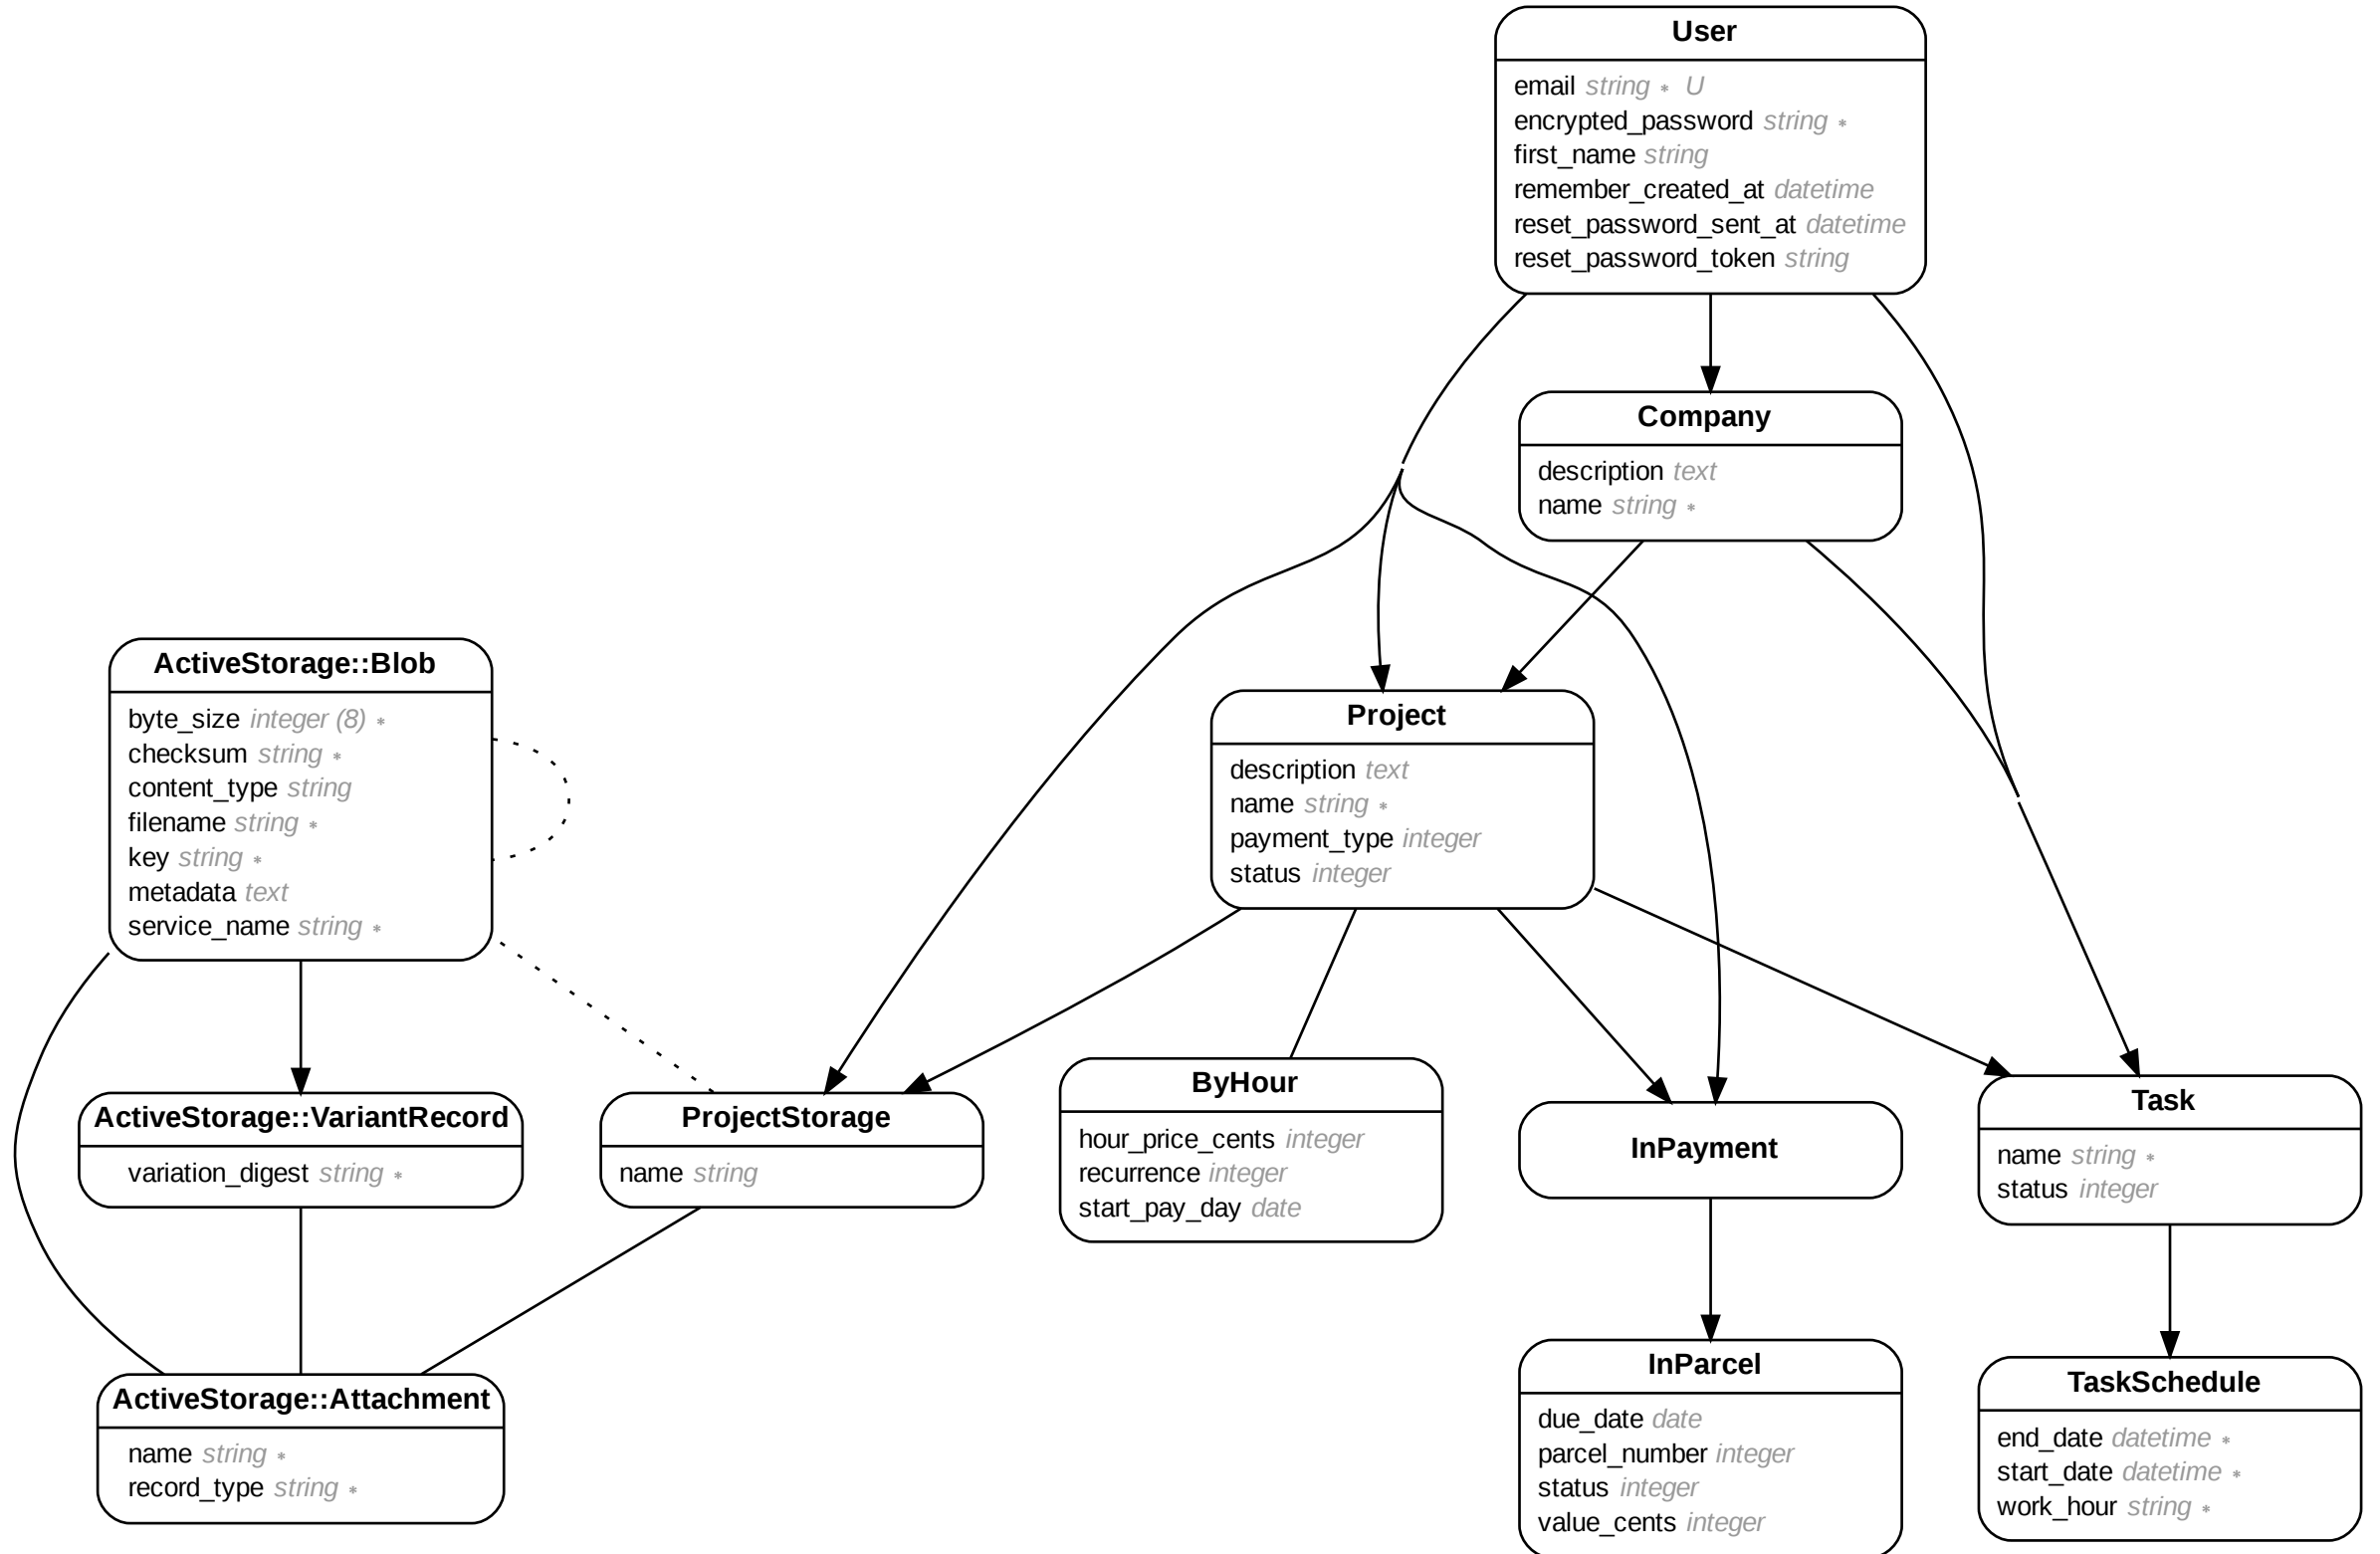 User
email string * U
encrypted_password string *
first_name string
remember_created_at datetime
reset_password_sent_at datetime
reset_password_token string
Company
description text
name string *
ActiveStorage::Blob
byte_size integer (8) *
checksum string *
content_type string
filename string *
key string *
metadata text
service_name string *
Project
description text
name string *
payment_type integer
status integer
ActiveStorage::VariantRecord
variation_digest string *
ProjectStorage
name string
ByHour
hour_price_cents integer
recurrence integer
start_pay_day date
InPayment
Task
name string *
status integer
ActiveStorage::Attachment
name string *
record_type string *
InParcel
due_date date
parcel_number integer
status integer
value_cents integer
TaskSchedule
end_date datetime *
start_date datetime *
work_hour string *